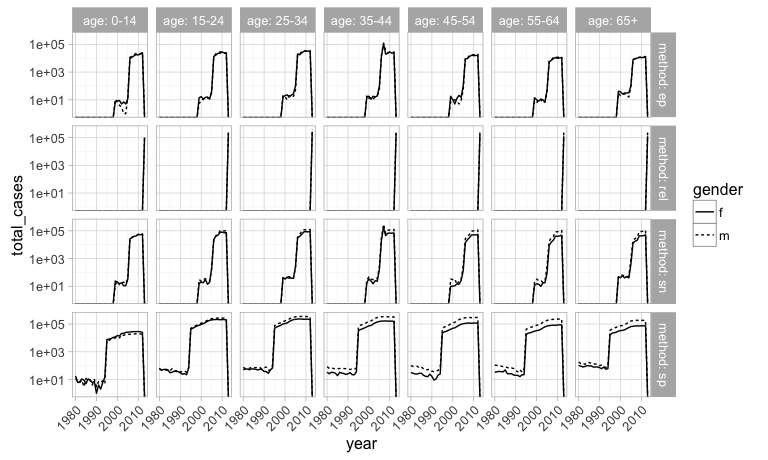 age: 0-14 age: 15-24 age: 25-34 age: 35-44 age: 45-54 age: 55-64 age: 65+
1e+05
1e+03
1e+01
method: ep
1e+05
1e+03
1e+01
method: rel
1e+05
1e+03
1e+01
method: sn
1e+05
1e+03
1e+01
method: sp
total_cases
1980 1990 2000 2010 1980 1990 2000 2010 1980 1990 2000 2010 1980 1990 2000 2010 1980 1990 2000 2010 1980 1990 2000 2010 1980 1990 2000 2010
year
gender
f
m